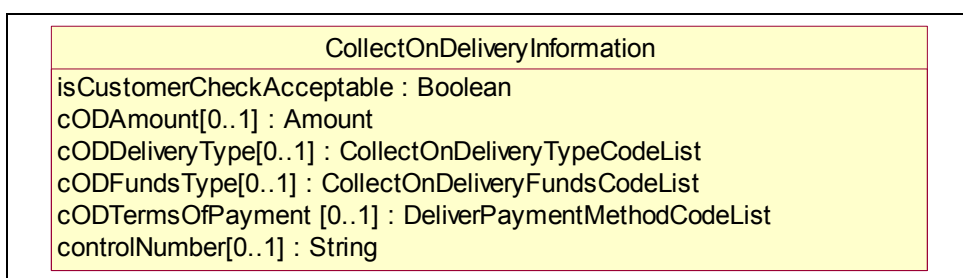 CollectOnDeliveryInformation
isCustomerCheckAcceptable : Boolean
cODAmount[0..1] : Amount
cODDeliveryType[0..1] : CollectOnDeliveryTypeCodeList
cODFundsType[0..1] : CollectOnDeliveryFundsCodeList
cODTermsOfPayment [0..1] : DeliverPaymentMethodCodeList
controlNumber[0..1] : String